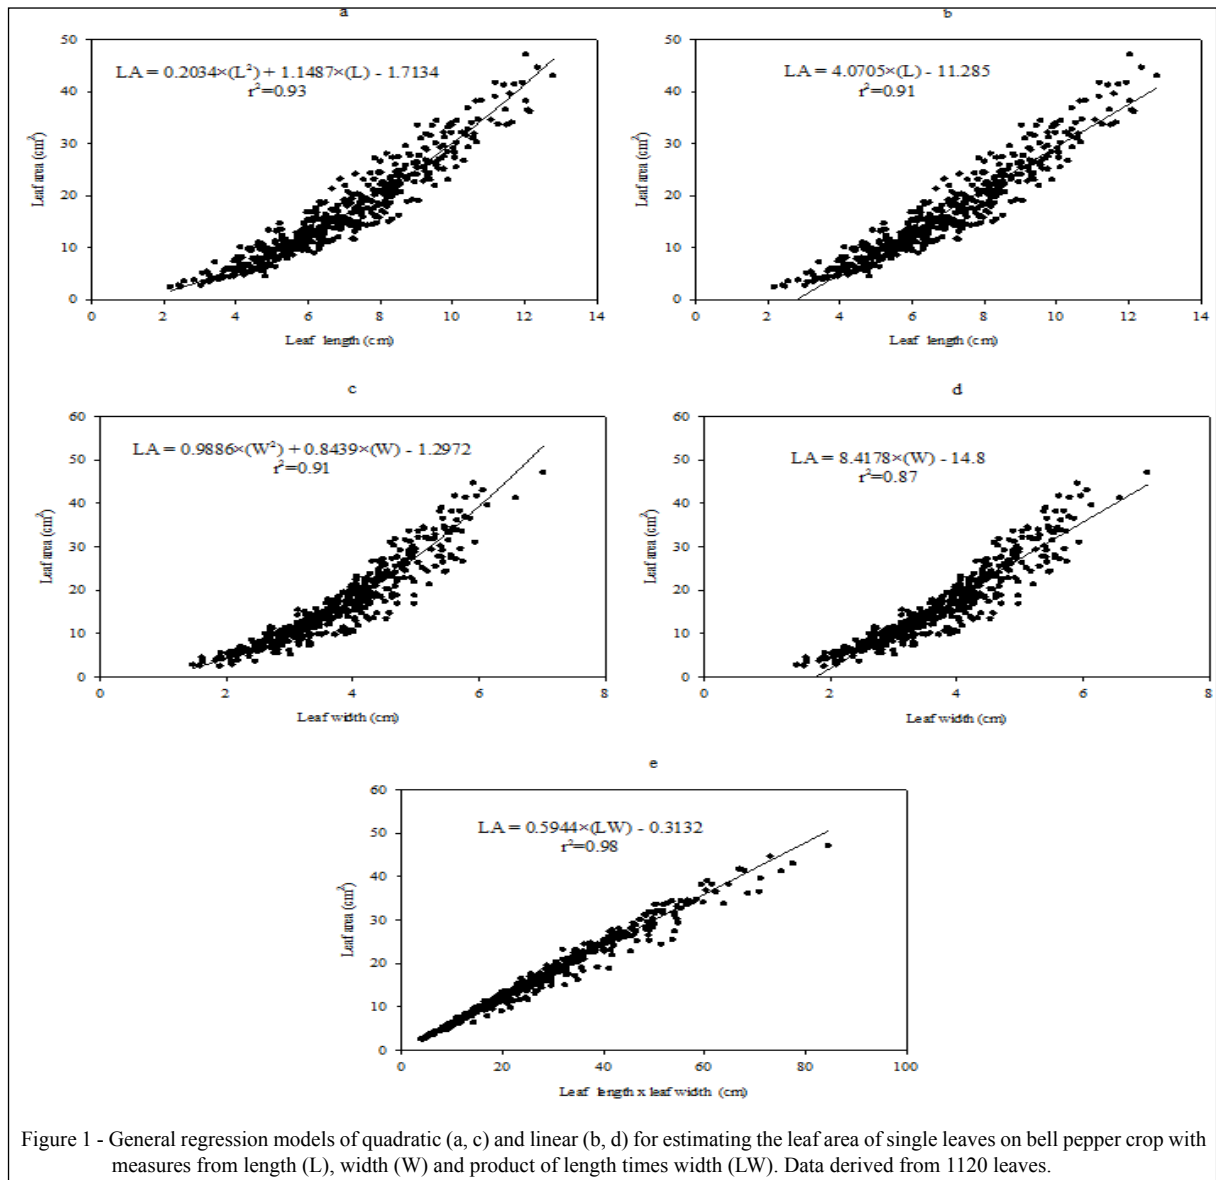 a
LA = 0.2034×(L²) + 1.1487×(L) - 1.7134
r²=0.93
50
40
30
20
10
0
Leaf area (cm²)
0 2 4 6 8 10 12 14
Leaf length (cm)
b
LA = 4.0705×(L) - 11.285
r²=0.91
50
40
30
20
10
0
Leaf area (cm²)
0 2 4 6 8 10 12 14
Leaf length (cm)
c
LA = 0.9886×(W²) + 0.8439×(W) - 1.2972
r²=0.91
60
50
40
30
20
10
0
Leaf area (cm²)
0 2 4 6 8
Leaf width (cm)
d
LA = 8.4178×(W) - 14.8
r²=0.87
60
50
40
30
20
10
0
Leaf area (cm²)
0 2 4 6 8
Leaf width (cm)
e
LA = 0.5944×(LW) - 0.3132
r²=0.98
60
50
40
30
20
10
0
Leaf area (cm²)
0 20 40 60 80 100
Leaf length x leaf width (cm)
Figure 1 - General regression models of quadratic (a, c) and linear (b, d) for estimating the leaf area of single leaves on bell pepper crop with
measures from length (L), width (W) and product of length times width (LW). Data derived from 1120 leaves.